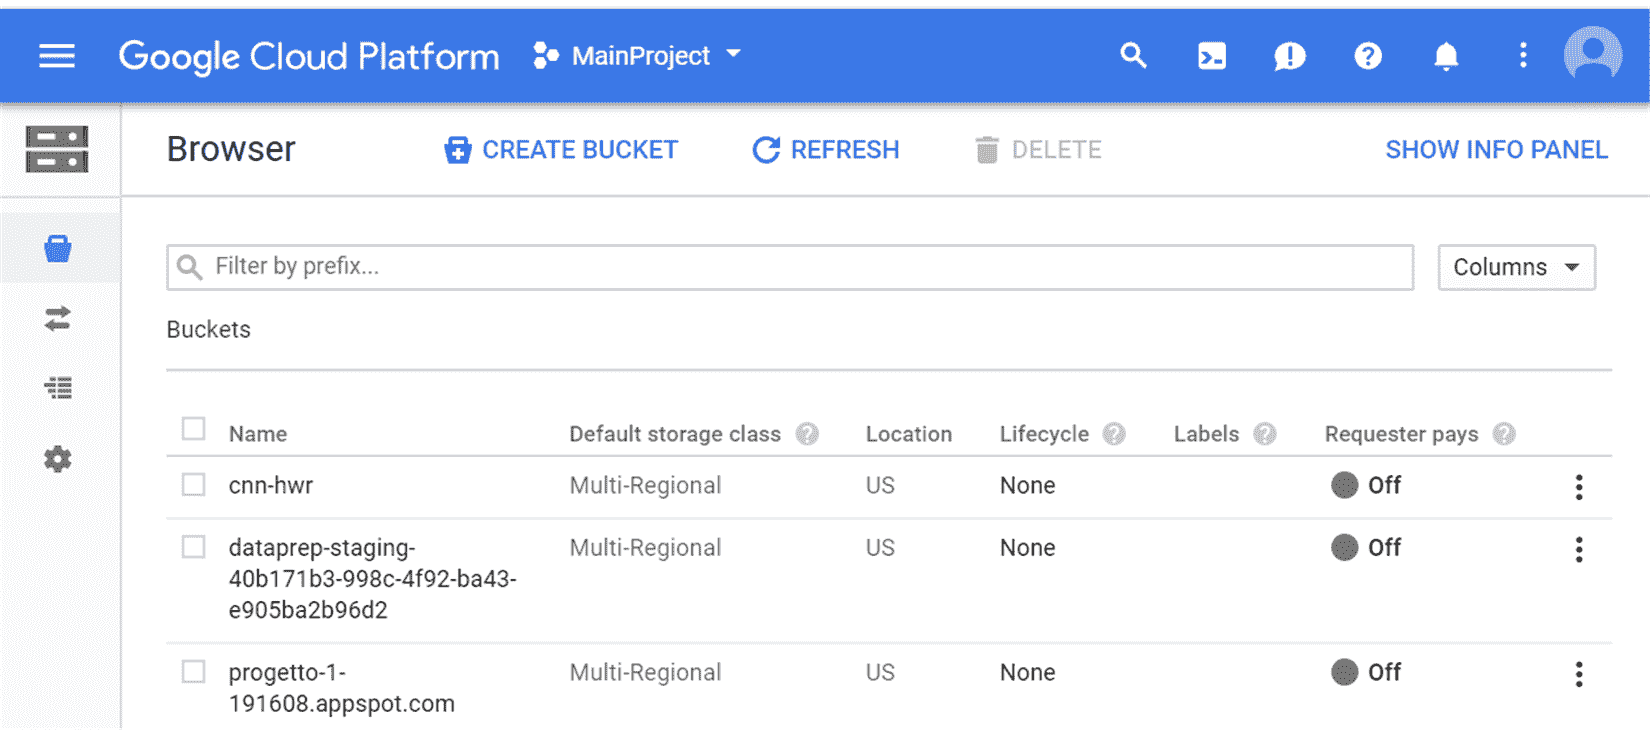 Google Cloud Platform MainProject
Browser CREATE BUCKET REFRESH DELETE SHOW INFO PANEL
Filter by prefix... Columns
Buckets
Name Default storage class Location Lifecycle Labels Requester pays
cnn-hwr Multi-Regional US None Off
dataprep-staging- Multi-Regional US None Off
40b171b3-998c-4f92-ba43-
e905ba2b96d2
progetto-1- Multi-Regional US None Off
191608.appspot.com